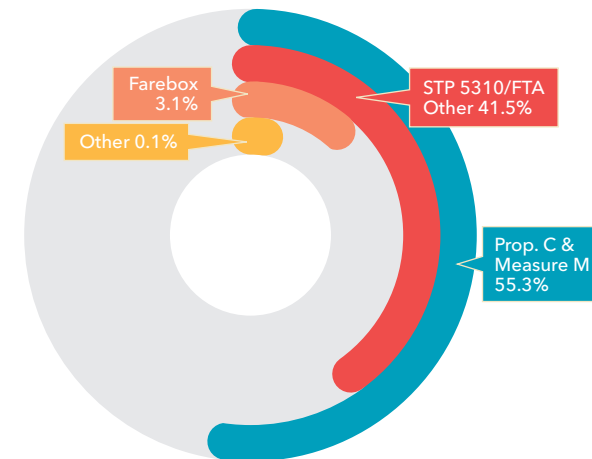 Farebox
3.1%
STP 5310/FTA
Other 41.5%
Other 0.1%
Prop. C &
Measure M
55.3%